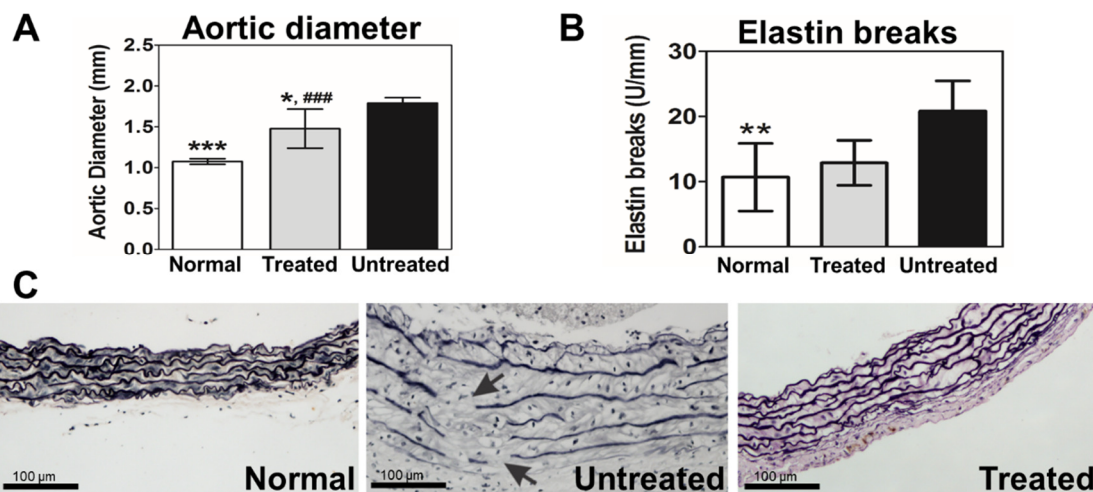 A
Aortic diameter
Aortic Diameter (mm)
2.5
2.0
1.5
1.0
0.5
0.0
***
*, ###
Normal Treated Untreated
B
Elastin breaks
Elastin breaks (U/mm)
30
20
10
0
**
Normal Treated Untreated
C
100 µm
Normal
100 µm
Untreated
100 µm
Treated